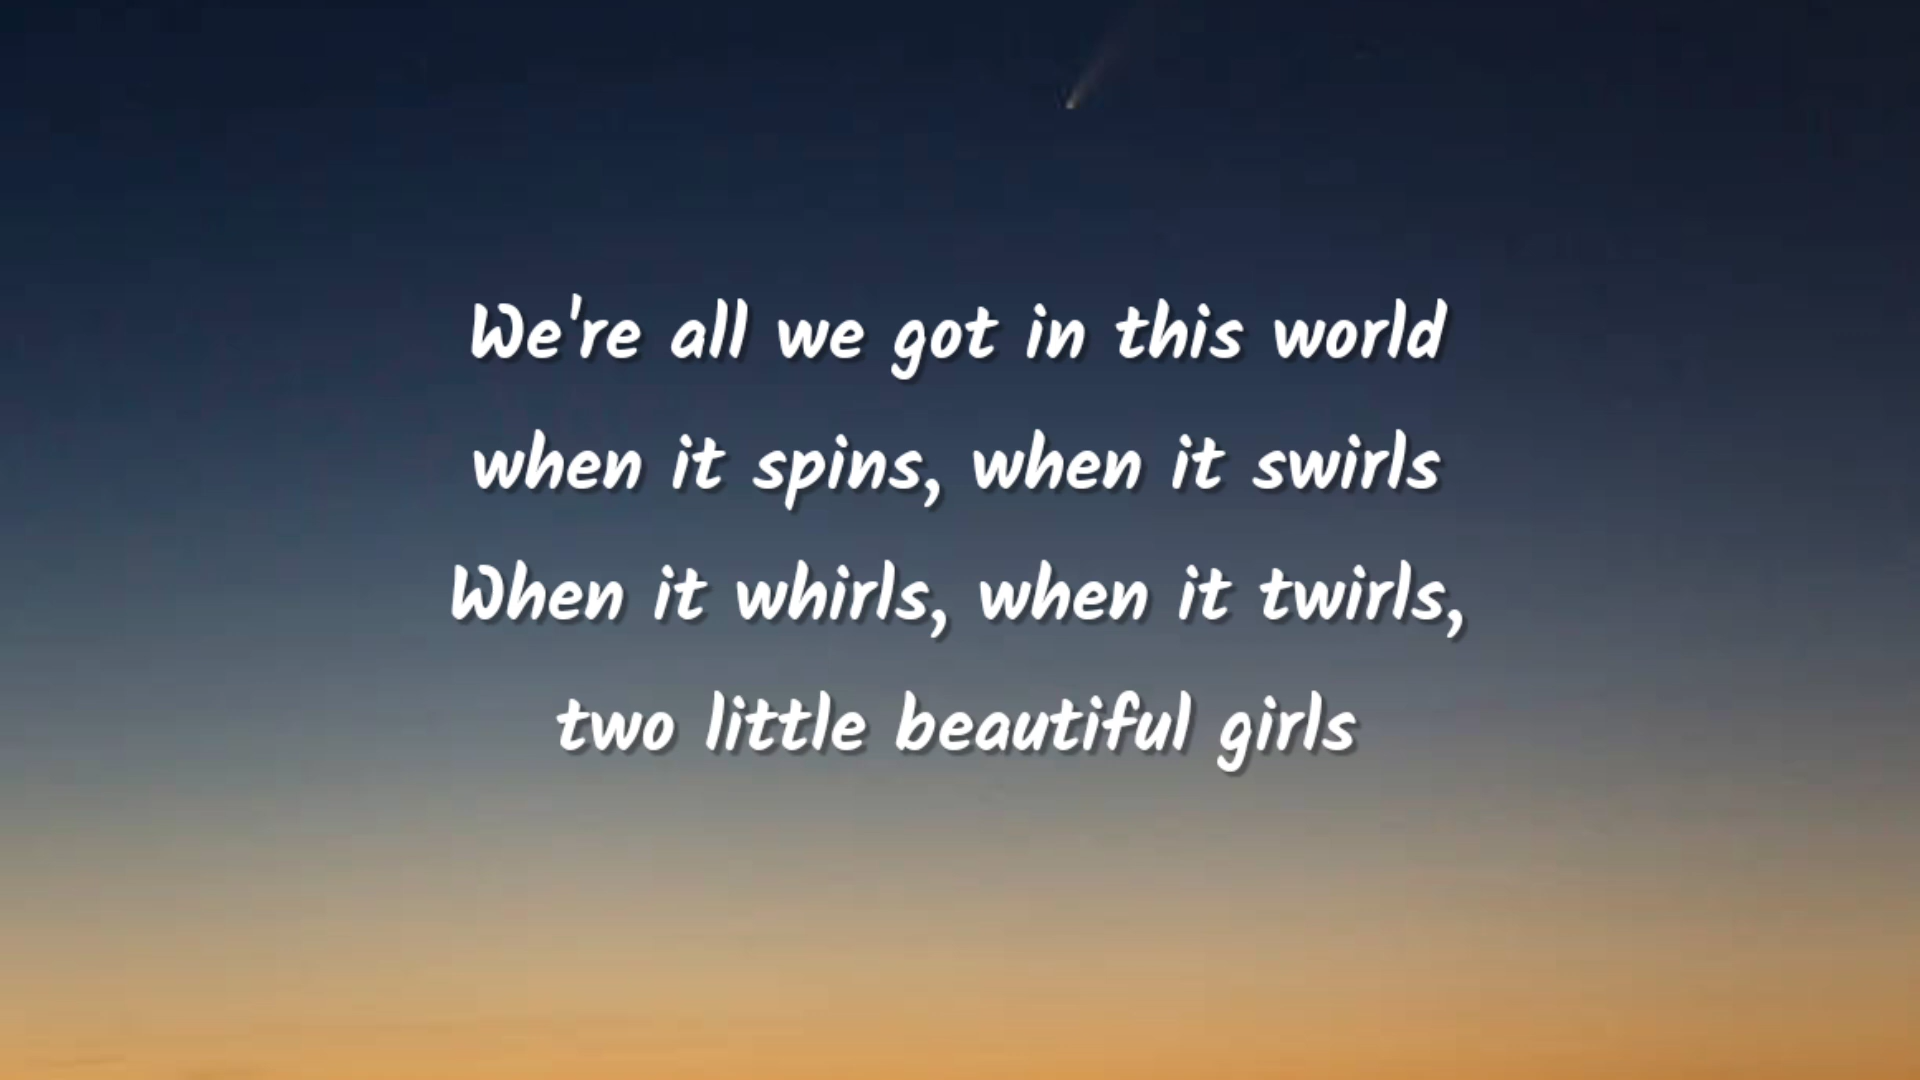 We're all we got in this world
when it spins, when it swirls
When it whirls, when it twirls,
two little beautiful girls